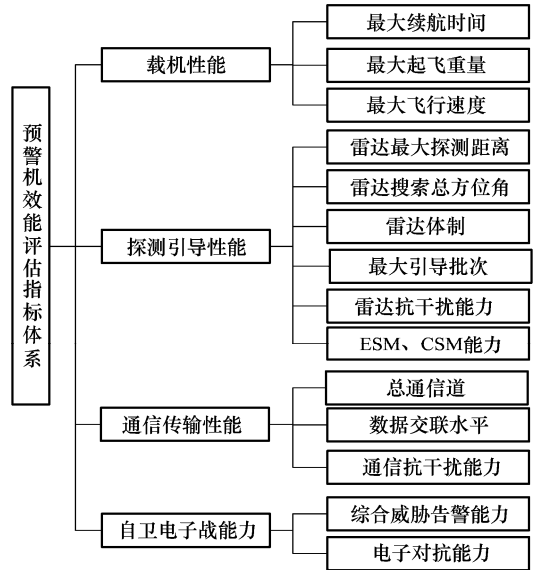 预警机效能评估指标体系
载机性能
最大续航时间
最大起飞重量
最大飞行速度
探测引导性能
雷达最大探测距离
雷达搜索总方位角
雷达体制
最大引导批次
雷达抗干扰能力
ESM、CSM能力
通信传输性能
总通信道
数据交联水平
通信抗干扰能力
自卫电子战能力
综合威胁告警能力
电子对抗能力